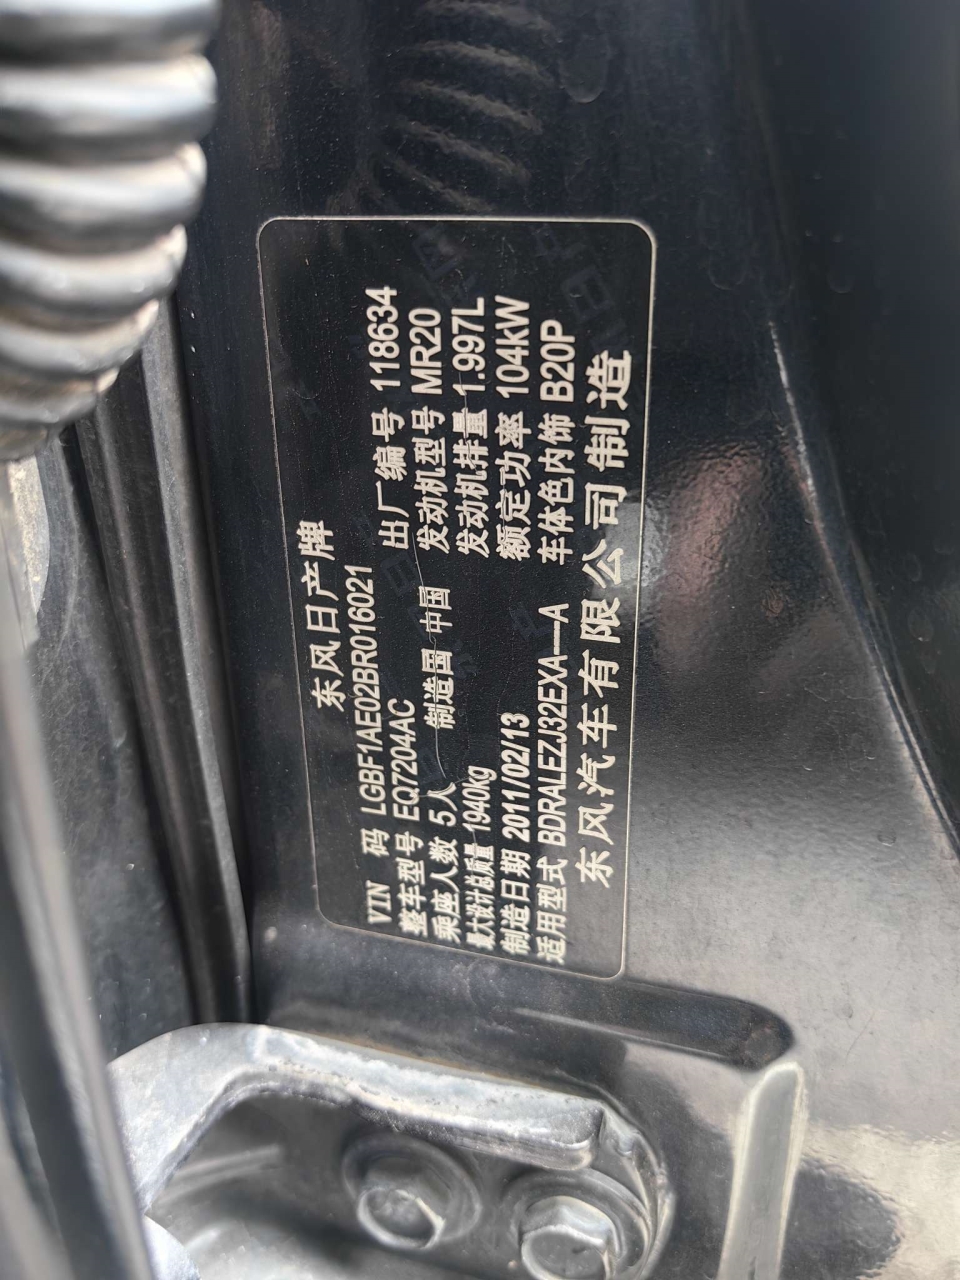 东风日产牌
VIN 码 LGBF1AE02BR016021 出厂编号 118634
整车型号 EQ7204AC 发动机型号 MR20
乘座人数 5人 制造国 中国 发动机排量 1.997L
最大设计总质量 1940kg 额定功率 104kW
制造日期 2011/02/13 车体色内饰 B20P
适用型式 BDRALEZJ32EXA—A
东风汽车有限公司制造